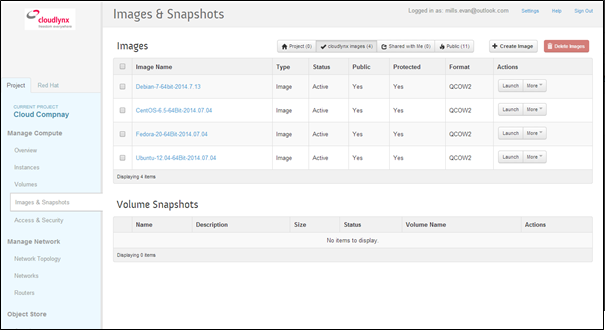 cloudlynx
Images & Snapshots
Logged in as: mills.evan@outlook.com Settings Help Sign Out
Images
Project (0) cloudlynx Images (4) Shared with Me (0) Public (11) Create Image Delete Images
Image Name Type Status Public Protected Format Actions
Debian-7-64bit-2014.7.13 Image Active Yes Yes QCOW2 Launch More
CentOS-6.5-64Bit-2014.07.04 Image Active Yes Yes QCOW2 Launch More
Fedora-20-64Bit-2014.07.04 Image Active Yes Yes QCOW2 Launch More
Ubuntu-12.04-64Bit-2014.07.04 Image Active Yes Yes QCOW2 Launch More
Displaying 4 items
Volume Snapshots
Name Description Size Status Volume Name Actions
No items to display.
Displaying 0 items
Project Red Hat
CURRENT PROJECT
Cloud Compnay
Manage Compute
Overview
Instances
Volumes
Images & Snapshots
Access & Security
Manage Network
Network Topology
Networks
Routers
Object Store